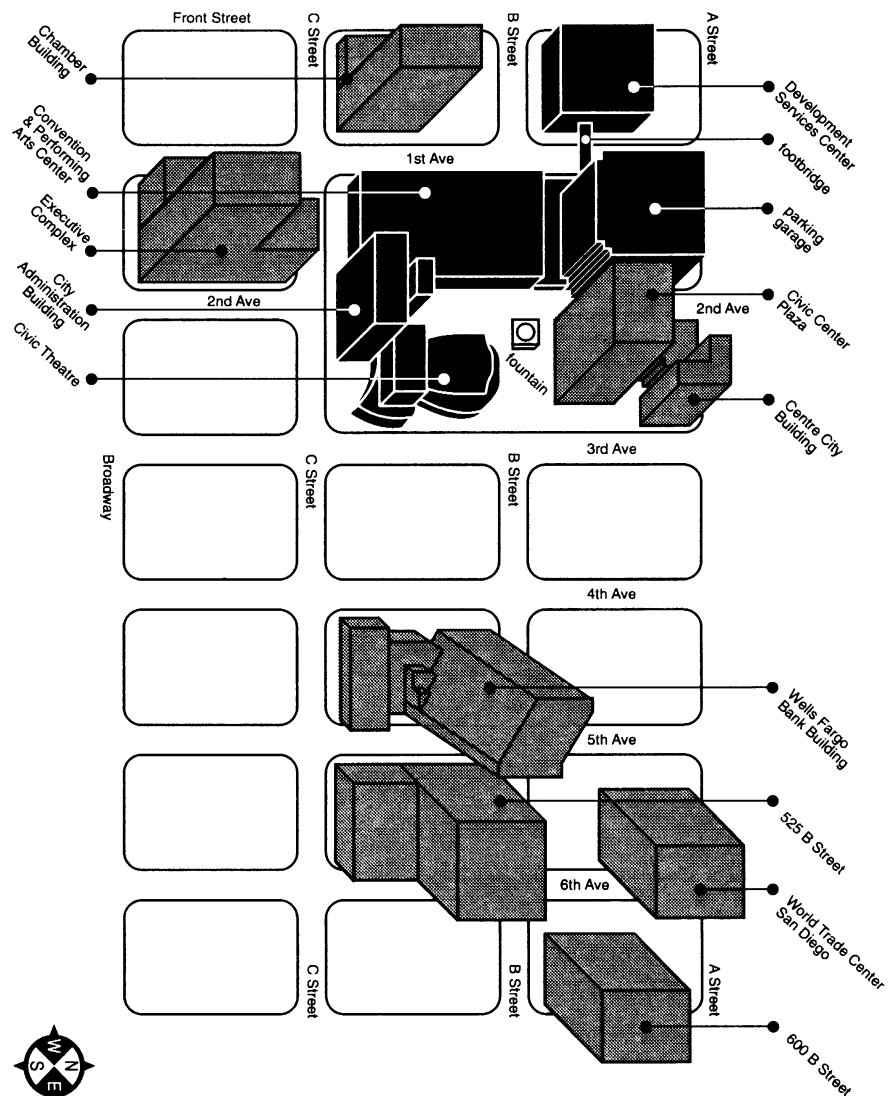 Front Street
C Street
B Street
A Street
Chamber
Building
Convention
& Performing
Arts Center
Executive
Complex
City
Administration
Building
Civic Theatre
Development
Services Center
footbridge
parking
garage
Civic Center
Plaza
Centre City
Building
1st Ave
2nd Ave
2nd Ave
fountain
3rd Ave
Broadway
C Street
B Street
4th Ave
Wells Fargo
Bank Building
5th Ave
525 B Street
6th Ave
World Trade Center
San Diego
C Street
B Street
A Street
600 B Street
W
N
S
E